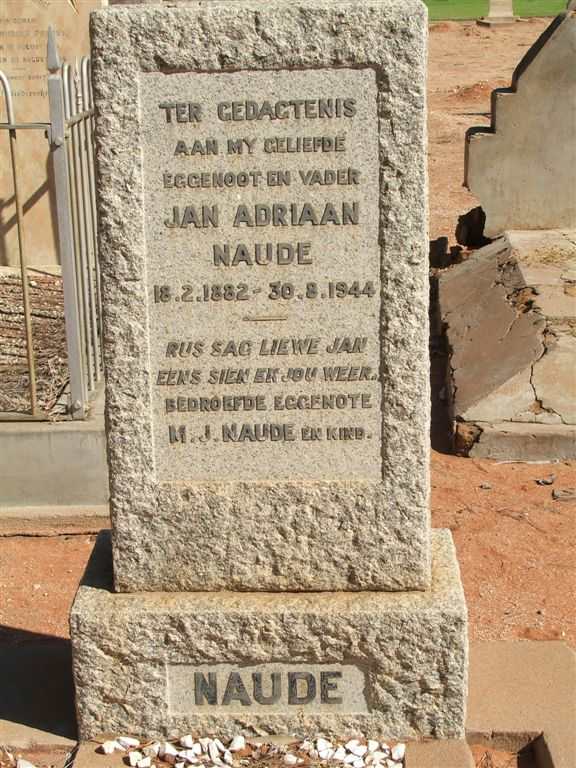 TER GEDAGTENIS
AAN MY GELIEFDE
EGGENOOT EN VADER
JAN ADRIAAN
NAUDE
18.2.1882 - 30.8.1944
RUS SAG LIEWE JAN
EENS SIEN EK JOU WEER.
BEDROEFDE EGGENOTE
M. J. NAUDE EN KIND.
NAUDE